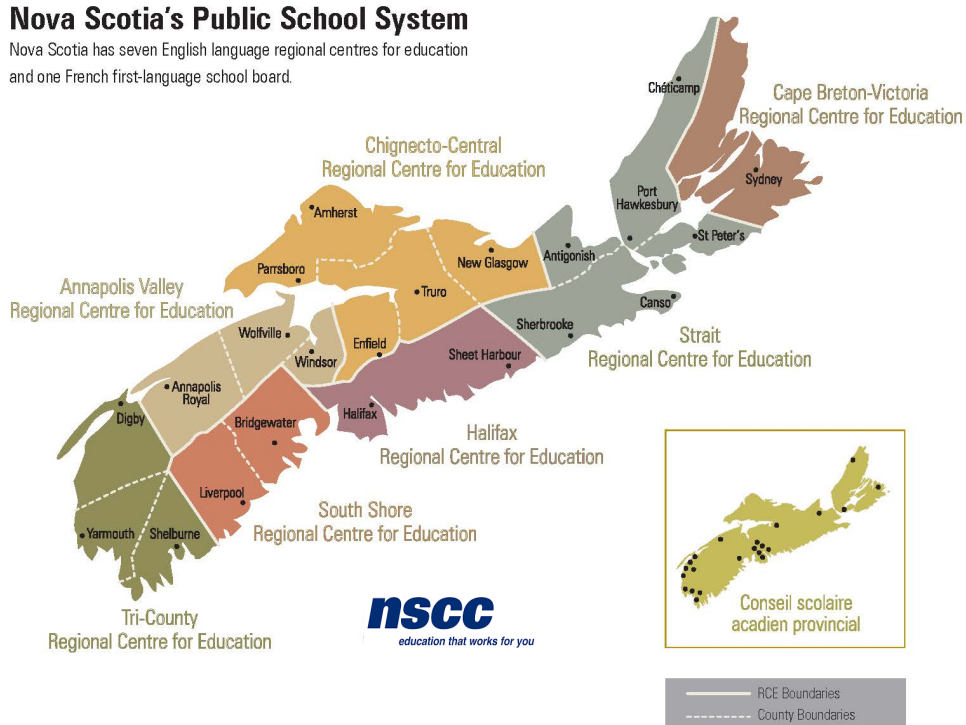 Nova Scotia's Public School System
Nova Scotia has seven English language regional centres for education
and one French first-language school board.
Chéticamp
Cape Breton-Victoria
Regional Centre for Education
Chignecto-Central
Regional Centre for Education
Sydney
Port
Hawkesbury
Amherst
St Peter's
Antigonish
New Glasgow
Parrsboro
Annapolis Valley
Regional Centre for Education
Truro
Canso
Wolfville
Sherbrooke
Strait
Regional Centre for Education
Enfield
Windsor
Sheet Harbour
Annapolis
Royal
Digby
Halifax
Bridgewater
Halifax
Regional Centre for Education
Liverpool
South Shore
Regional Centre for Education
Yarmouth
Shelburne
Tri-County
Regional Centre for Education
nscc
education that works for you
Conseil scolaire
acadien provincial
RCE Boundaries
County Boundaries